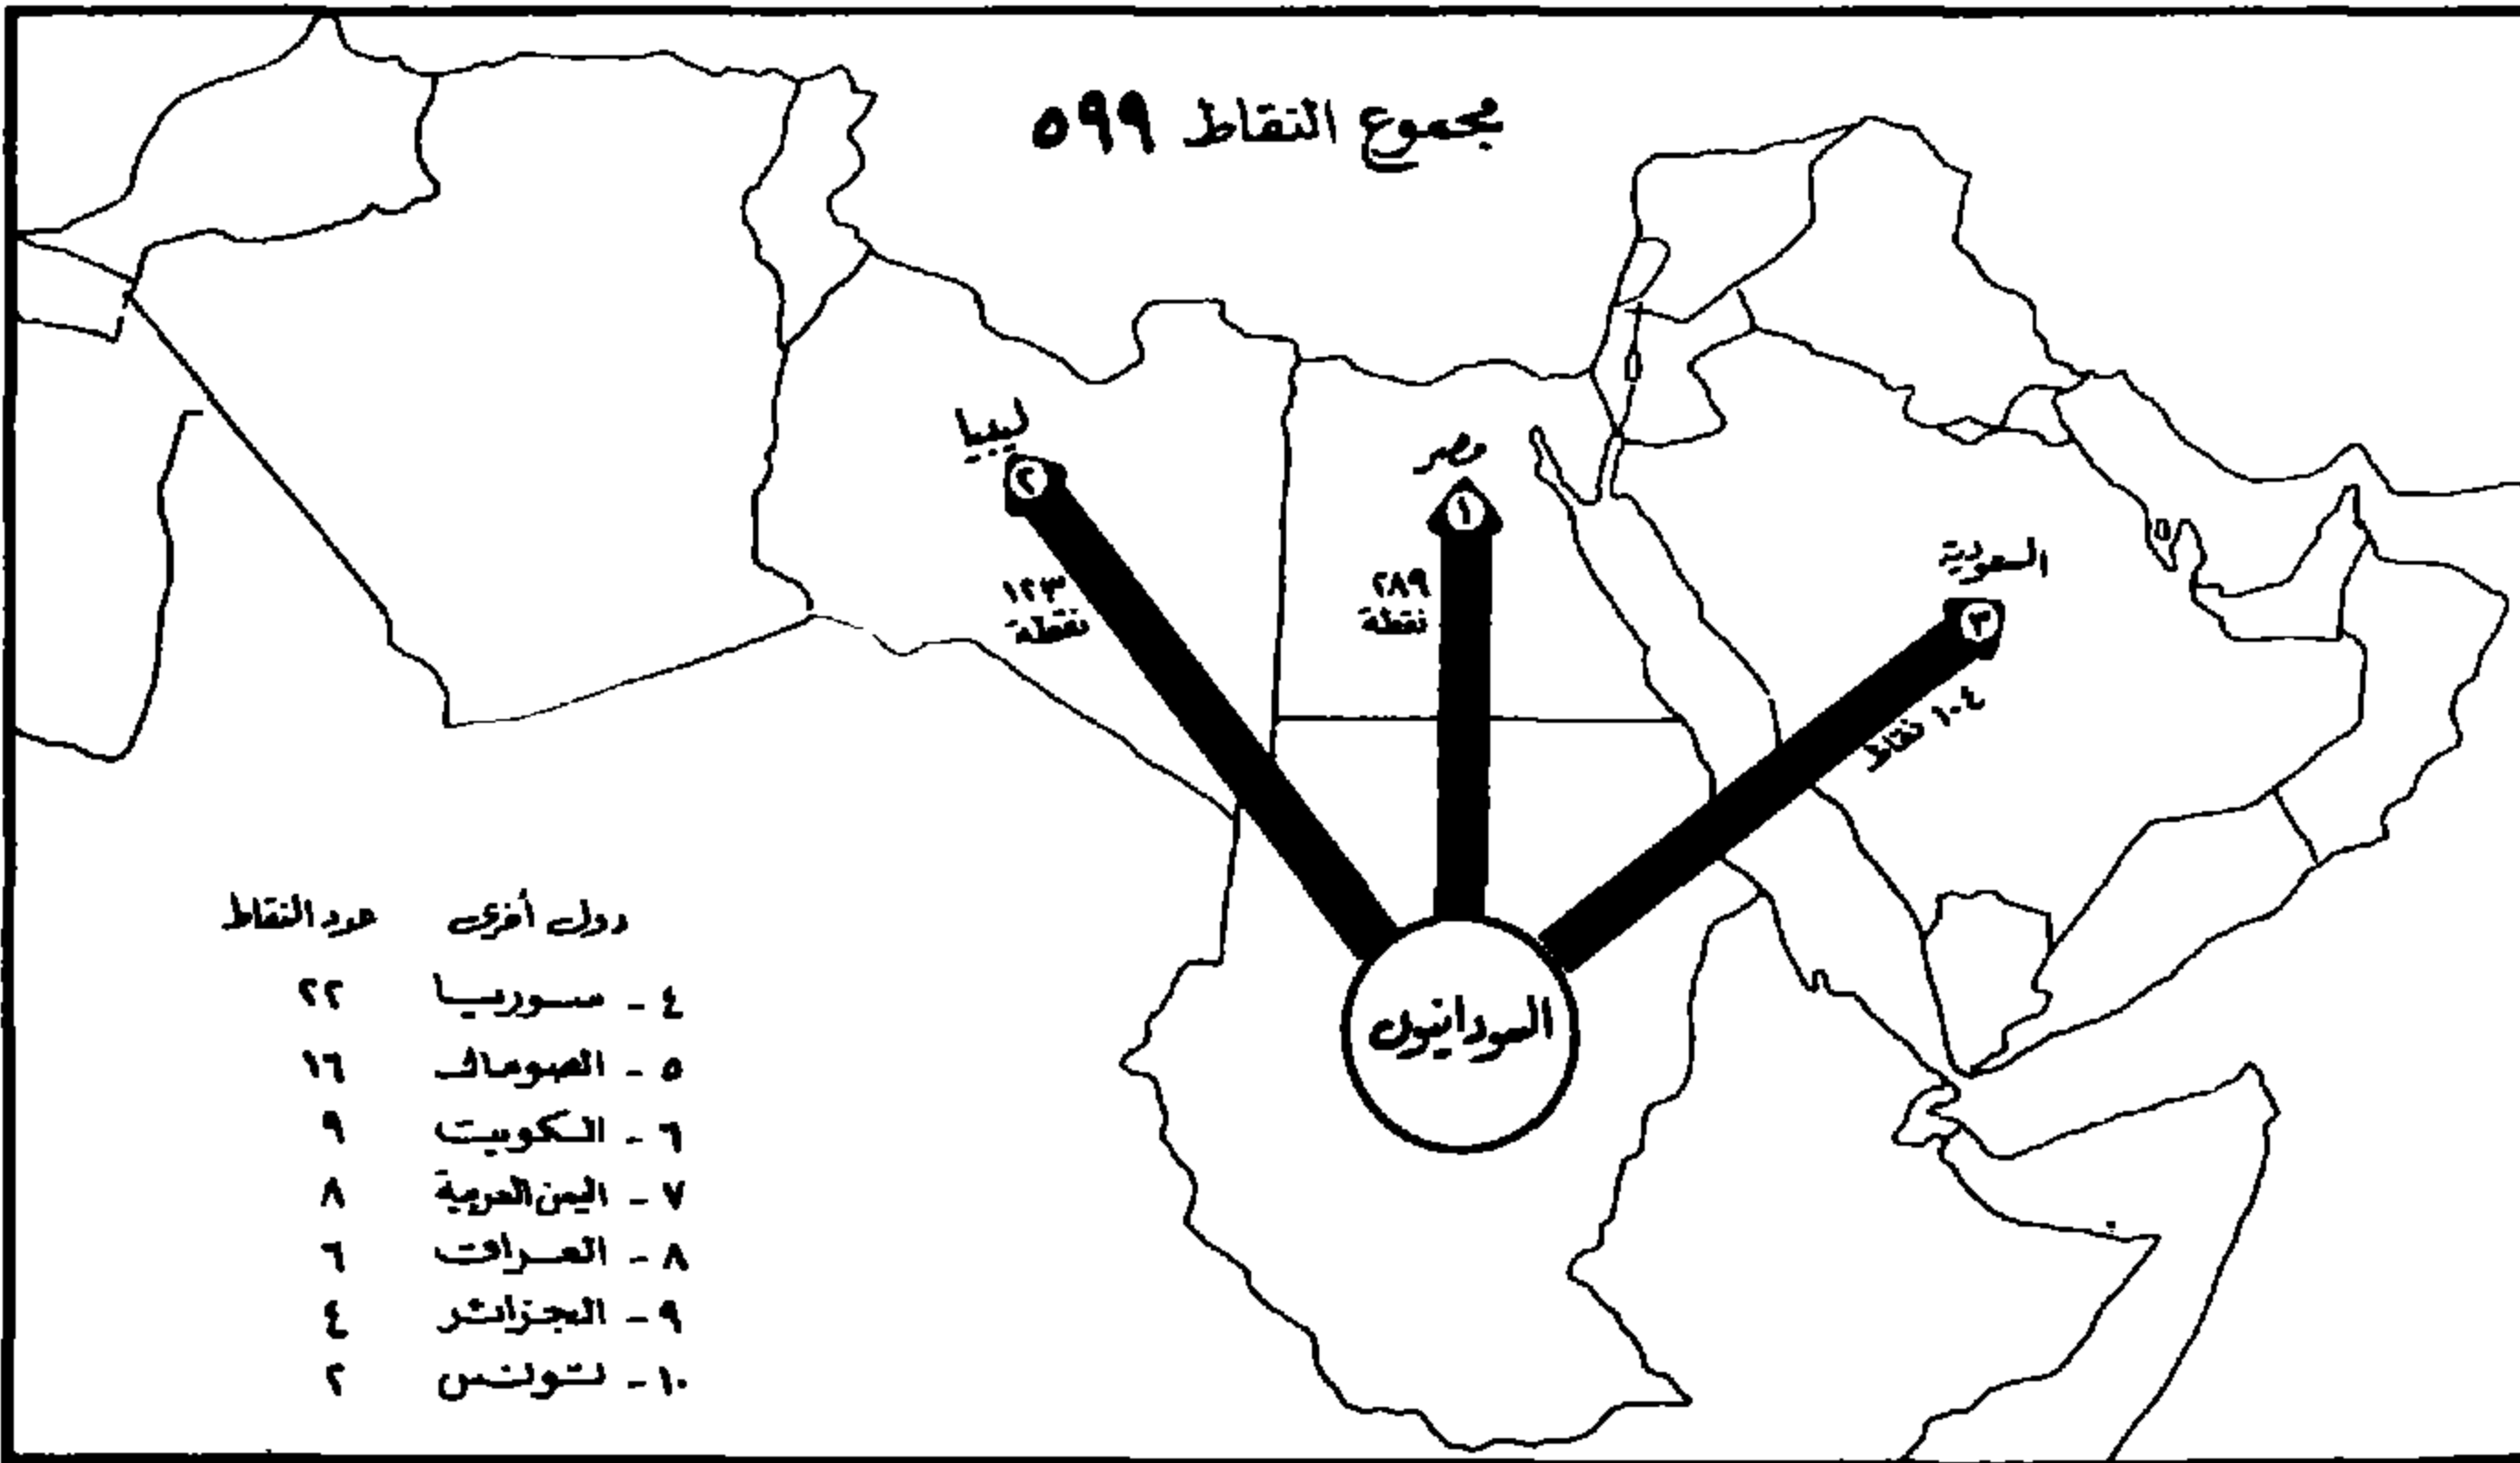 مجموع النقاط ٥٩٩
ليبيا
٢
١٢٣
نقطة
مصر
١
٢٨٩
نقطة
السعودية
٣
١٠٤ نقاط
السودانيون
دول أخرى عدد النقاط
٤ - سوريا ٢٢
٥ - الصومال ١٦
٦ - الكويت ٩
٧ - اليمن العربية ٨
٨ - العراق ٦
٩ - الجزائر ٤
١٠ - تونس ٢